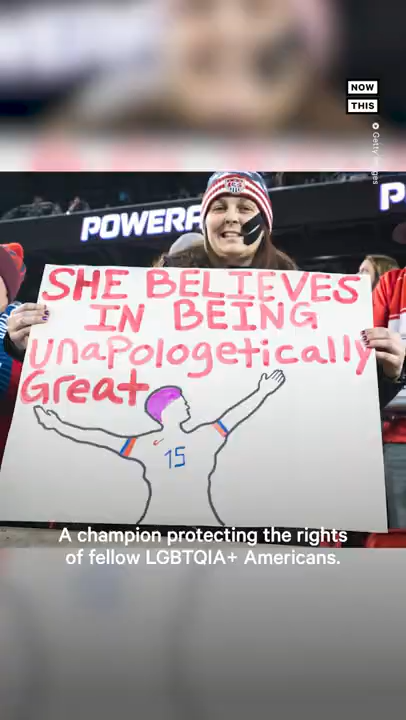 NOW
THIS
Getty Images
POWERA
P
SHE BELIEVES
IN BEING
unapologetically
Great
15
A champion protecting the rights
of fellow LGBTQIA+ Americans.